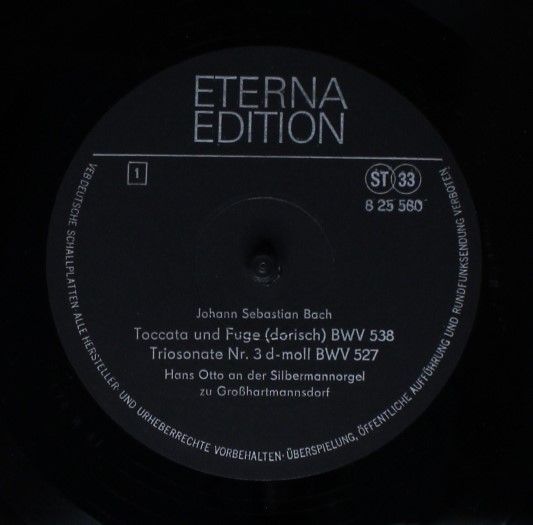 ETERNA
EDITION
1
ST 33
8 25 560
Johann Sebastian Bach
Toccata und Fuge (dorisch) BWV 538
Triosonate Nr. 3 d-moll BWV 527
Hans Otto an der Silbermannorgel
zu Großhartmannsdorf
VEB DEUTSCHE SCHALLPLATTEN ALLE HERSTELLER- UND URHEBERRECHTE VORBEHALTEN · ÜBERSPIELUNG, ÖFFENTLICHE AUFFÜHRUNG UND RUNDFUNKSENDUNG VERBOTEN